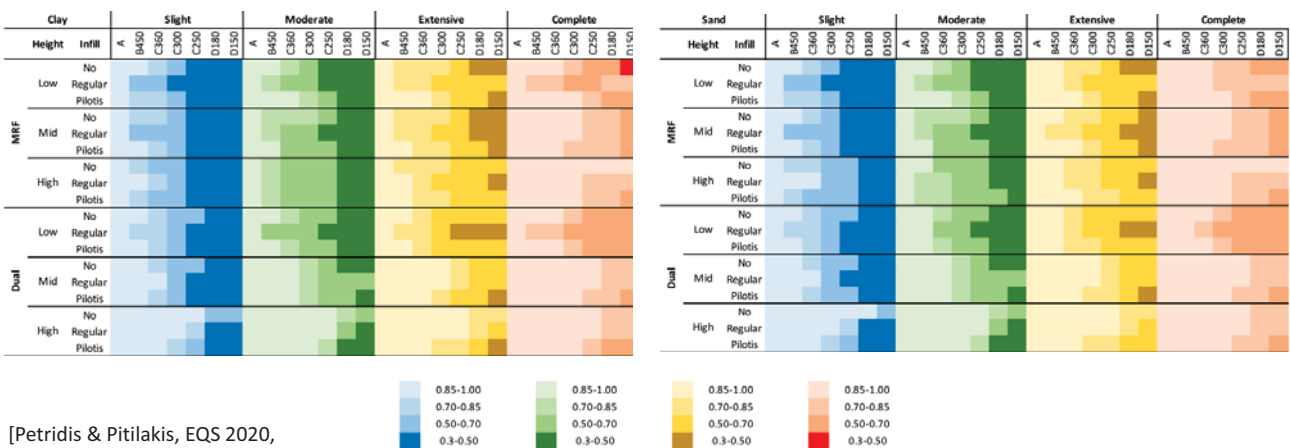 Clay Slight Moderate Extensive Complete
Height Infill A B450 C360 C300 C250 D180 D150 A B450 C360 C300 C250 D180 D150 A B450 C360 C300 C250 D180 D150 A B450 C360 C300 C250 D180 D150
MRF
Low
No
Regular
Pilotis
Mid
No
Regular
Pilotis
High
No
Regular
Pilotis
Dual
Low
No
Regular
Pilotis
Mid
No
Regular
Pilotis
High
No
Regular
Pilotis
Sand Slight Moderate Extensive Complete
Height Infill A B450 C360 C300 C250 D180 D150 A B450 C360 C300 C250 D180 D150 A B450 C360 C300 C250 D180 D150 A B450 C360 C300 C250 D180 D150
MRF
Low
No
Regular
Pilotis
Mid
No
Regular
Pilotis
High
No
Regular
Pilotis
Dual
Low
No
Regular
Pilotis
Mid
No
Regular
Pilotis
High
No
Regular
Pilotis
0.85-1.00 0.85-1.00 0.85-1.00 0.85-1.00
0.70-0.85 0.70-0.85 0.70-0.85 0.70-0.85
0.50-0.70 0.50-0.70 0.50-0.70 0.50-0.70
0.3-0.50 0.3-0.50 0.3-0.50 0.3-0.50
[Petridis & Pitilakis, EQS 2020,